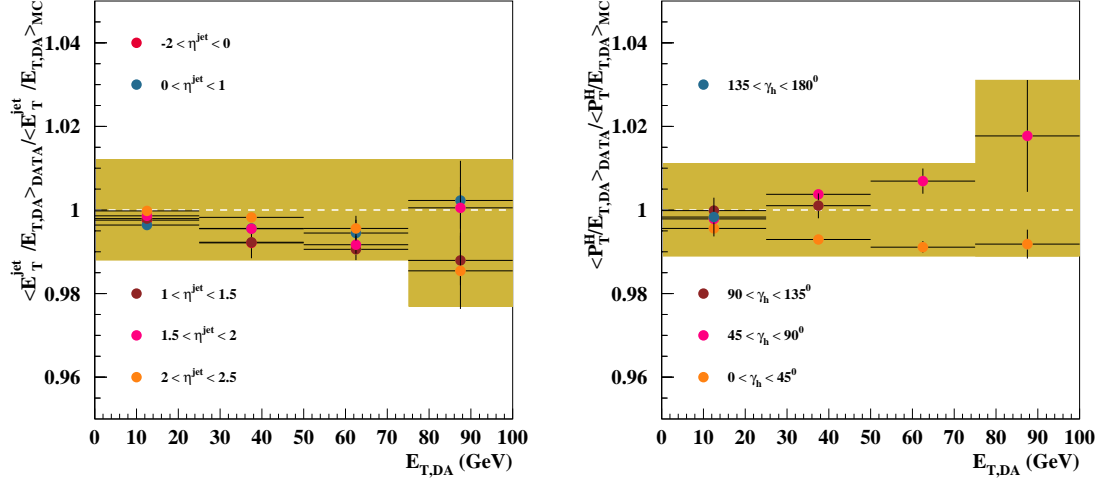 <E_T^jet/E_T,DA>_DATA/<E_T^jet/E_T,DA>_MC
1.04
1.02
1
0.98
0.96
-2 < η^jet < 0
0 < η^jet < 1
1 < η^jet < 1.5
1.5 < η^jet < 2
2 < η^jet < 2.5
0 10 20 30 40 50 60 70 80 90 100
E_T,DA (GeV)
<P_T^H/E_T,DA>_DATA/<P_T^H/E_T,DA>_MC
1.04
1.02
1
0.98
0.96
135 < γ_h < 180^0
90 < γ_h < 135^0
45 < γ_h < 90^0
0 < γ_h < 45^0
0 10 20 30 40 50 60 70 80 90 100
E_T,DA (GeV)